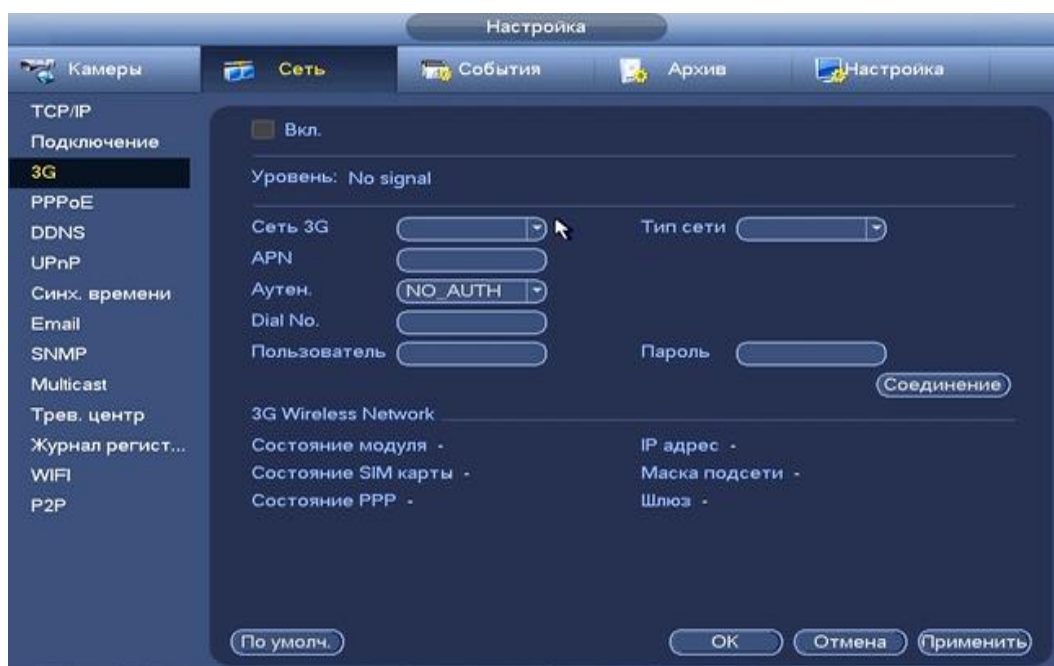 Настройка
Камеры Сеть События Архив Настройка
TCP/IP
Подключение
3G
PPPoE
DDNS
UPnP
Синх. времени
Email
SNMP
Multicast
Трев. центр
Журнал регист...
WIFI
P2P
Вкл.
Уровень: No signal
Сеть 3G Тип сети
APN
Аутен. NO_AUTH
Dial No.
Пользователь Пароль
Соединение
3G Wireless Network
Состояние модуля - IP адрес -
Состояние SIM карты - Маска подсети -
Состояние PPP - Шлюз -
По умолч. OK Отмена Применить